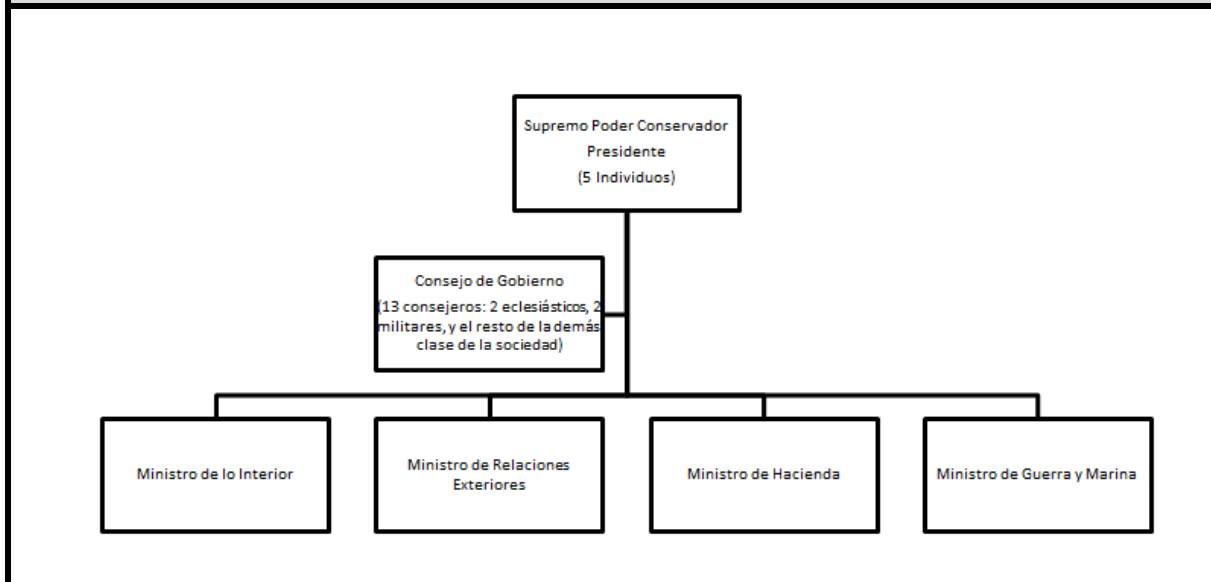 Supremo Poder Conservador
Presidente
(5 Individuos)
Consejo de Gobierno
(13 consejeros: 2 eclesiásticos, 2
militares, y el resto de la demás
clase de la sociedad)
Ministro de lo Interior
Ministro de Relaciones
Exteriores
Ministro de Hacienda
Ministro de Guerra y Marina